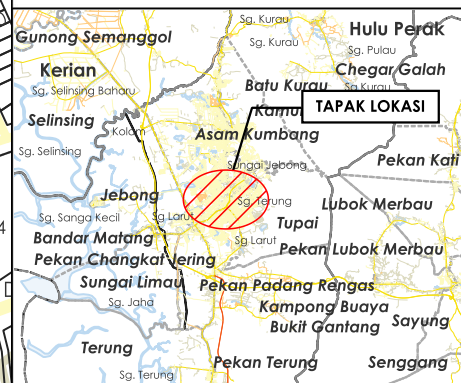 Sg. Kurau
Gunong Semanggol
Sg. Kurau
Hulu Perak
Sg. Pulau
Kerian
Chegar Galah
Sg. Selinsing Baharu
Batu Kurau
Sg.Kurau
Kamu
TAPAK LOKASI
Selinsing
Kolam
Asam Kumbang
Sg. Selinsing
Sungai Jebong
Pekan Kati
Jebong
Sg. Terung
Lubok Merbau
Sg. Sanga Kecil
Sg.Larut
Tupai
Bandar Matang
Sg.Larut
Pekan Lubok Merbau
Pekan Changkat Jering
Sungai Limau
Pekan Padang Rengas
Sg. Jaha
Kampong Buaya
Bukit Gantang
Sayung
Terung
Pekan Terung
Senggang
Sg. Terung
4